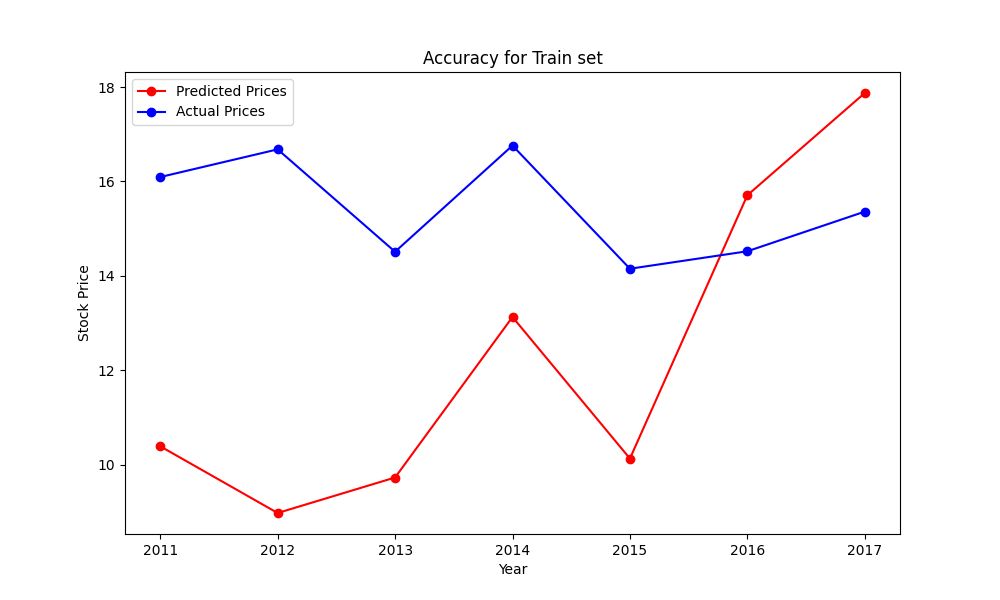 Accuracy for Train set
Predicted Prices
Actual Prices
18
16
14
12
10
Stock Price
2011 2012 2013 2014 2015 2016 2017
Year